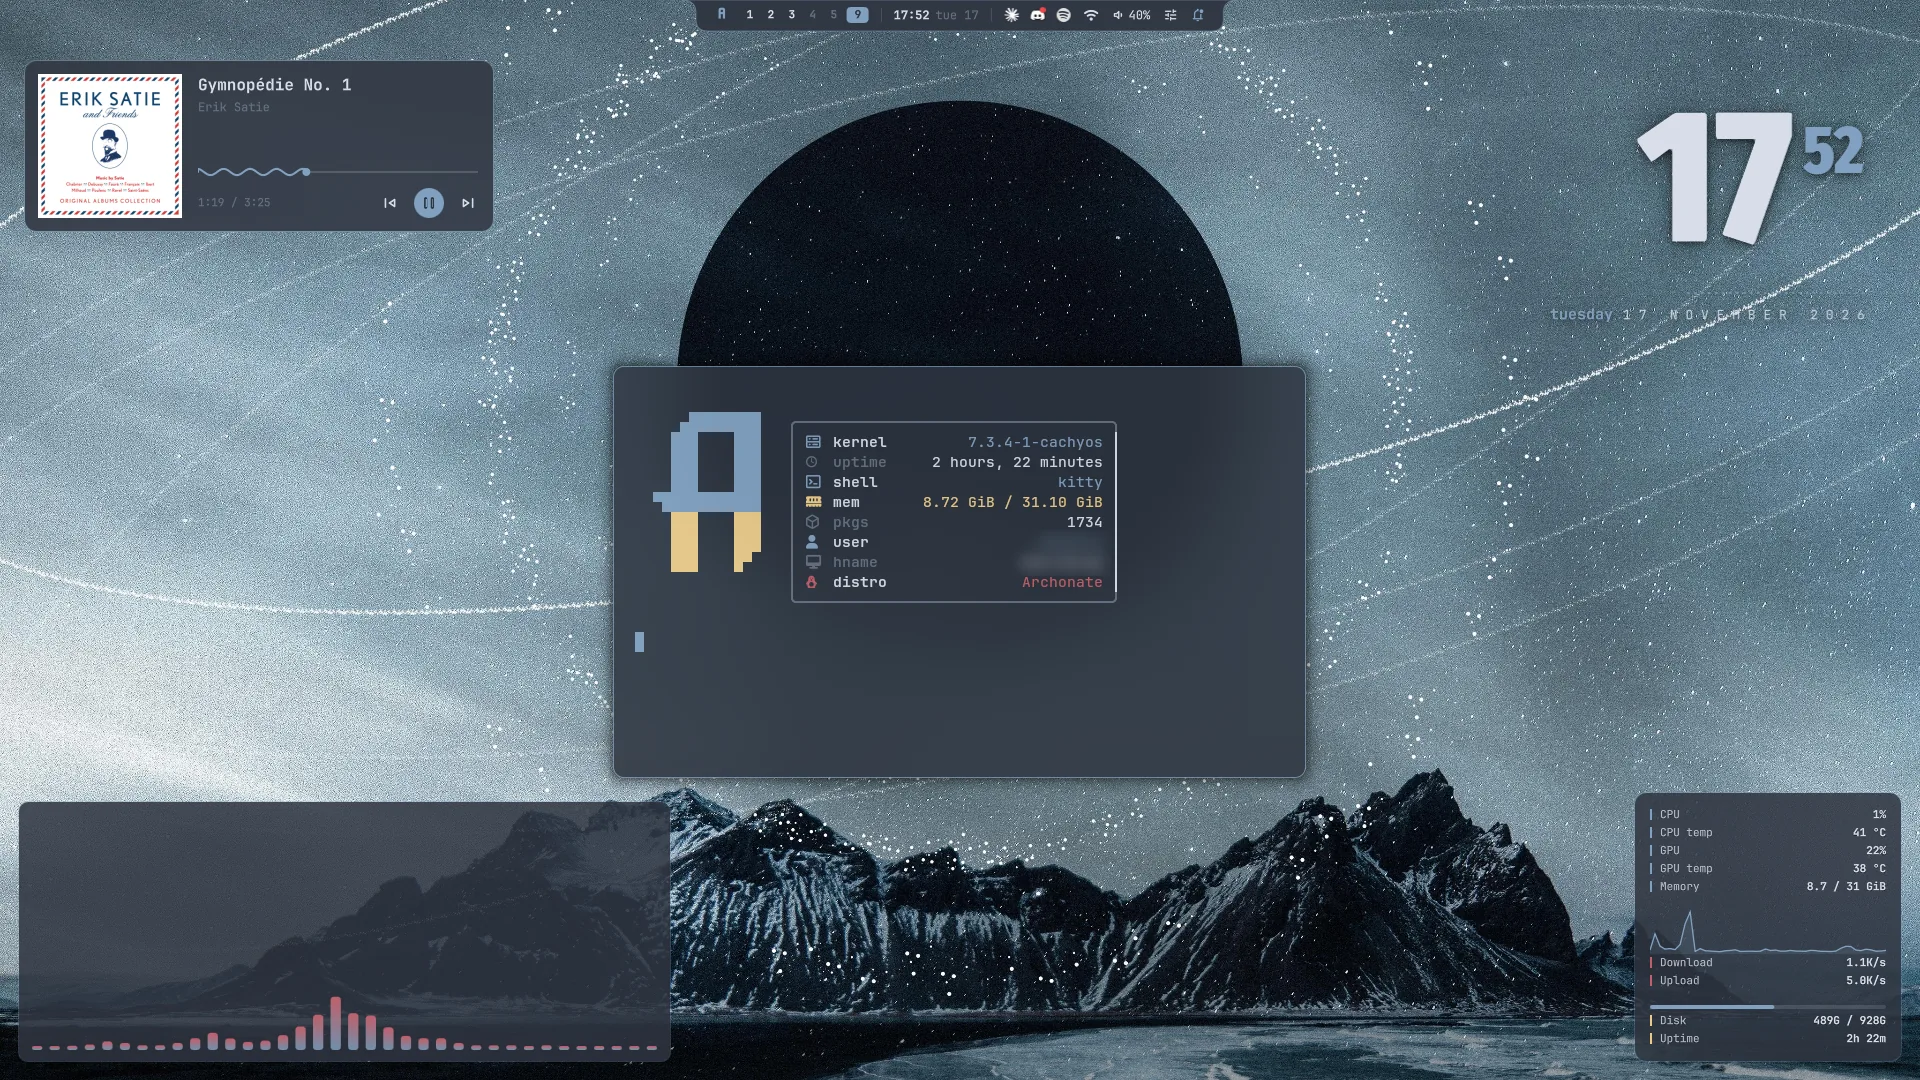 1 2 3 4 5 9 17:52 tue 17 40%
ERIK SATIE
and Friends
Music by Satie
ORIGINAL ALBUMS COLLECTION
Gymnopédie No. 1
Erik Satie
1:19 / 3:25
17 52
tuesday 17 NOVEMBER 2026
kernel 7.3.4-1-cachyos
uptime 2 hours, 22 minutes
shell kitty
mem 8.72 GiB / 31.10 GiB
pkgs 1734
user
hname
distro Archonate
CPU 1%
CPU temp 41 °C
GPU 22%
GPU temp 38 °C
Memory 8.7 / 31 GiB
Download 1.1K/s
Upload 5.0K/s
Disk 489G / 928G
Uptime 2h 22m